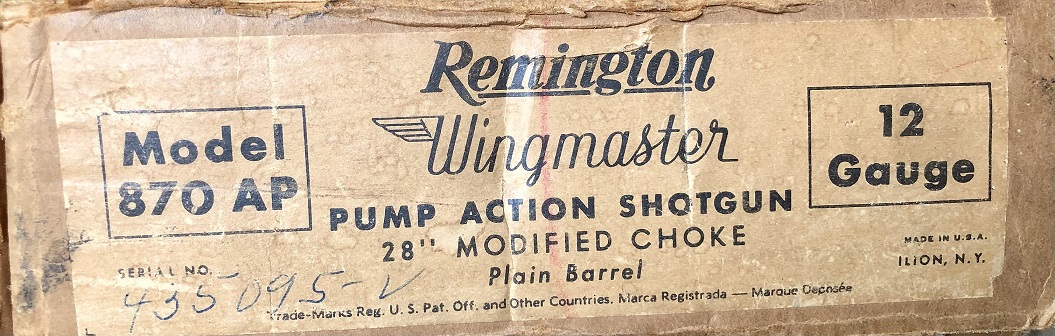 Remington
Wingmaster
Model
870 AP
12
Gauge
PUMP ACTION SHOTGUN
28" MODIFIED CHOKE
Plain Barrel
SERIAL NO.
435095-V
MADE IN U.S.A.
ILION, N.Y.
Trade-Marks Reg. U. S. Pat. Off. and Other Countries, Marca Registrada — Marque Deposée